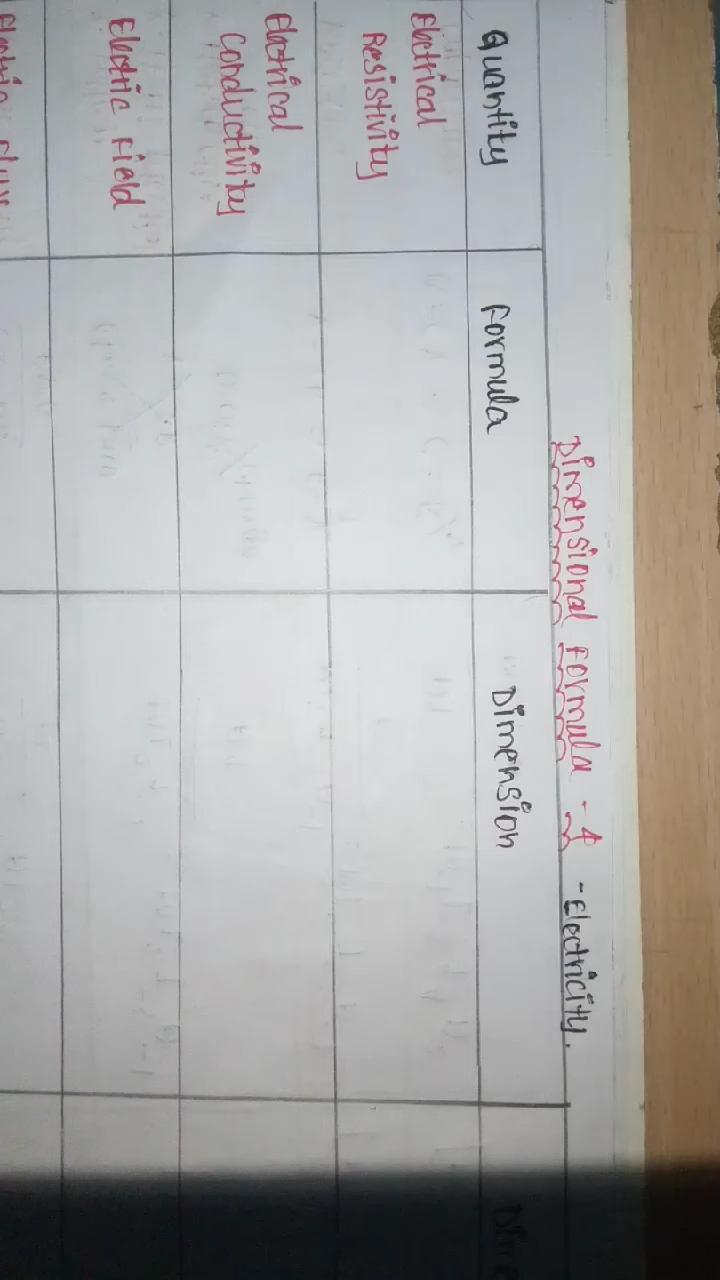 Dimensional Formula - 4 - Electricity.
Quantity Formula Dimension
Electrical
Resistivity
Electrical
Conductivity
Electric Field